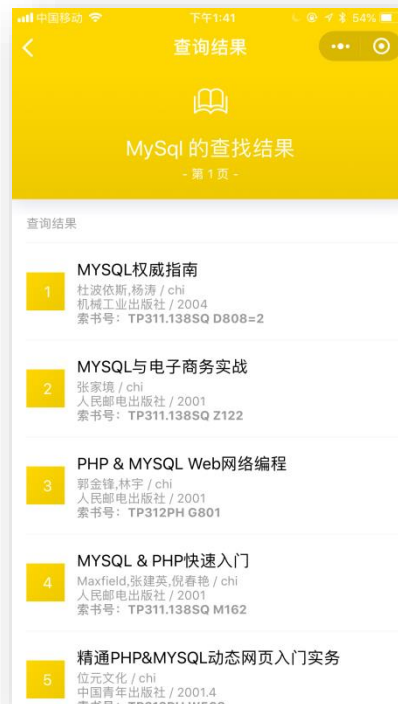 中国移动 下午1:41 54%
查询结果
MySql 的查找结果
- 第 1 页 -
查询结果
1
MYSQL权威指南
杜波依斯,杨涛 / chi
机械工业出版社 / 2004
索书号：TP311.138SQ D808=2
2
MYSQL与电子商务实战
张家境 / chi
人民邮电出版社 / 2001
索书号：TP311.138SQ Z122
3
PHP & MYSQL Web网络编程
郭金锋,林宇 / chi
人民邮电出版社 / 2001
索书号：TP312PH G801
4
MYSQL & PHP快速入门
Maxfield,张建英,倪春艳 / chi
人民邮电出版社 / 2001
索书号：TP311.138SQ M162
5
精通PHP&MYSQL动态网页入门实务
位元文化 / chi
中国青年出版社 / 2001.4